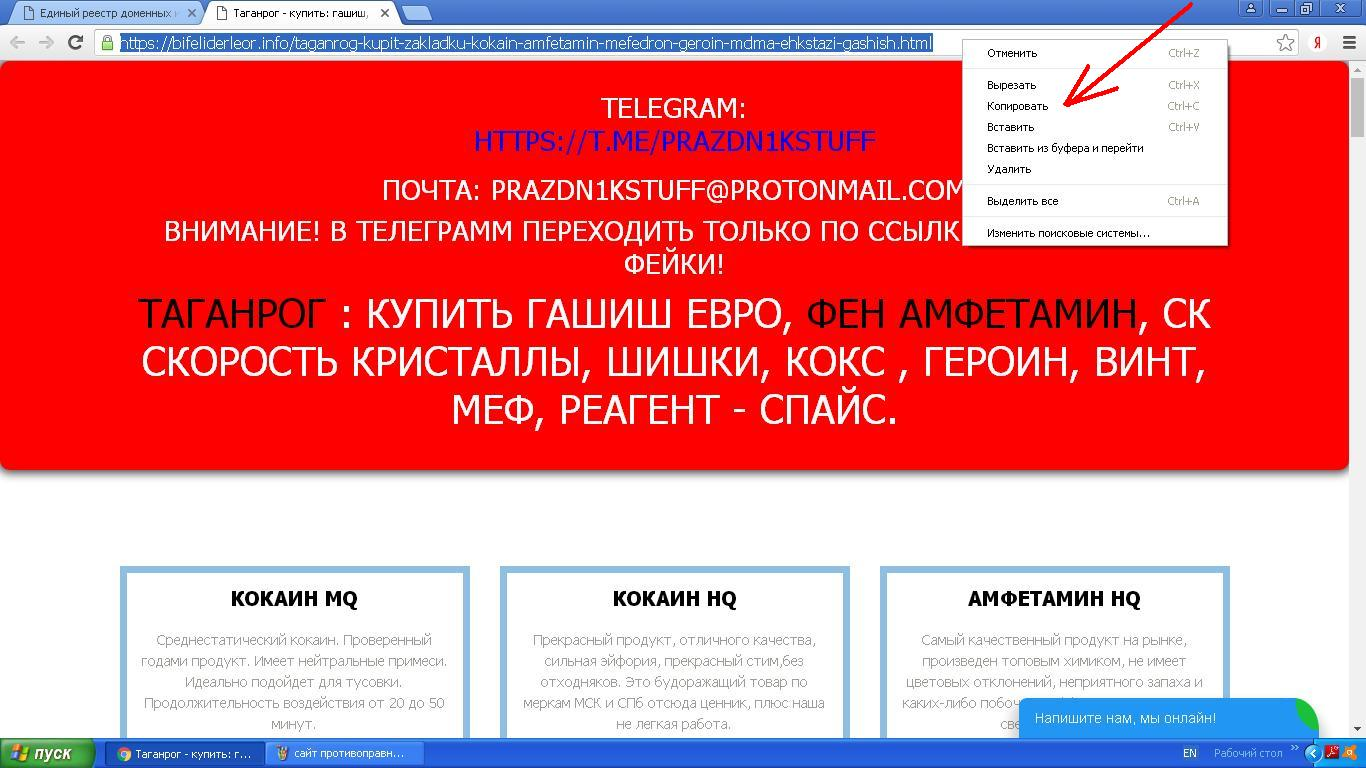 Единый реестр доменных и
Таганрог - купить: гашиш,
https://bifeliderleor.info/taganrog-kupit-zakladku-kokain-amfetamin-mefedron-geroin-mdma-ehkstazi-gashish.html
Я
Отменить Ctrl+Z
Вырезать Ctrl+X
Копировать Ctrl+C
Вставить Ctrl+V
Вставить из буфера и перейти
Удалить
Выделить все Ctrl+A
Изменить поисковые системы...
TELEGRAM:
HTTPS://T.ME/PRAZDN1KSTUFF
ПОЧТА: PRAZDN1KSTUFF@PROTONMAIL.COM
ВНИМАНИЕ! В ТЕЛЕГРАММ ПЕРЕХОДИТЬ ТОЛЬКО ПО ССЫЛК
ФЕЙКИ!
ТАГАНРОГ : КУПИТЬ ГАШИШ ЕВРО, ФЕН АМФЕТАМИН, СК
СКОРОСТЬ КРИСТАЛЛЫ, ШИШКИ, КОКС , ГЕРОИН, ВИНТ,
МЕФ, РЕАГЕНТ - СПАЙС.
КОКАИН MQ
Среднестатический кокаин. Проверенный
годами продукт. Имеет нейтральные примеси.
Идеально подойдет для тусовки.
Продолжительность воздействия от 20 до 50
минут.
КОКАИН HQ
Прекрасный продукт, отличного качества,
сильная эйфория, прекрасный стим,без
отходняков. Это будоражащий товар по
меркам МСК и СПб отсюда ценник, плюс наша
не легкая работа.
АМФЕТАМИН HQ
Самый качественный продукт на рынке,
произведен топовым химиком, не имеет
цветовых отклонений, неприятного запаха и
каких-либо побоч
све
Напишите нам, мы онлайн!
пуск
Таганрог - купить: г...
сайт противоправн...
EN
Рабочий стол